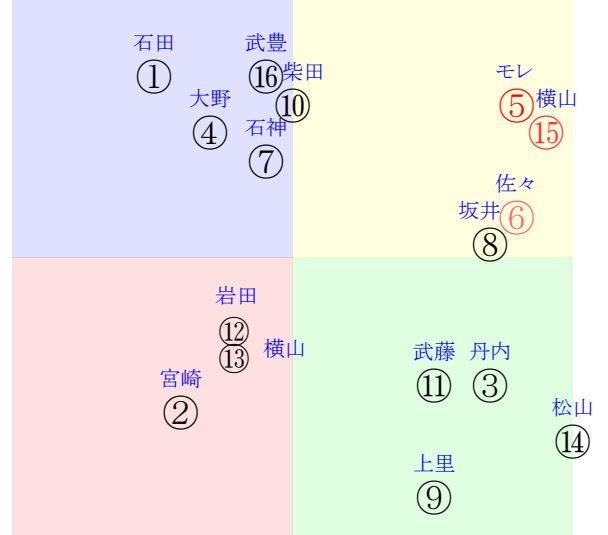 石田
①
武豊
⑯
柴田
⑩
大野
④
石神
⑦
モレ
⑤
横山
⑮
佐々
⑥
坂井
⑧
岩田
⑫
⑬
横山
宮崎
②
武藤
⑪
丹内
③
松山
⑭
上里
⑨